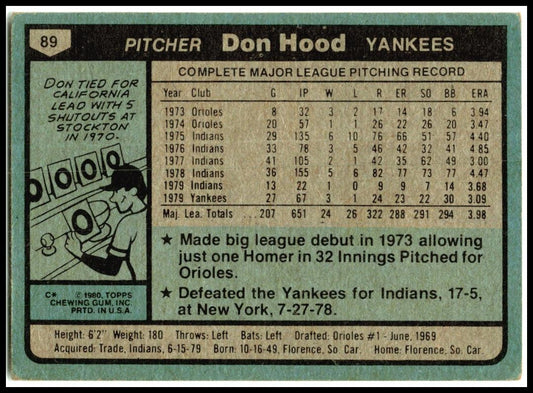 89
PITCHER Don Hood YANKEES
DON TIED FOR
CALIFORNIA
LEAD WITH 5
SHUTOUTS AT
STOCKTON
IN 1970.
0 0 0 0
0
C* © 1980, TOPPS
CHEWING GUM, INC.
PRTD. IN U.S.A.
COMPLETE MAJOR LEAGUE PITCHING RECORD
Year Club G IP W L R ER SO BB ERA
1973 Orioles 8 32 3 2 17 14 18 6 3.94
1974 Orioles 20 57 1 1 26 22 26 20 3.47
1975 Indians 29 135 6 10 76 66 51 57 4.40
1976 Indians 33 78 3 5 46 42 32 41 4.85
1977 Indians 41 105 2 1 42 35 62 49 3.00
1978 Indians 36 155 5 6 82 77 73 77 4.47
1979 Indians 13 22 1 0 9 9 7 14 3.68
1979 Yankees 27 67 3 1 24 23 22 30 3.09
Maj. Lea. Totals ... 207 651 24 26 322 288 291 294 3.98
★ Made big league debut in 1973 allowing
just one Homer in 32 Innings Pitched for
Orioles.
★ Defeated the Yankees for Indians, 17-5,
at New York, 7-27-78.
Height: 6'2" Weight: 180 Throws: Left Bats: Left Drafted: Orioles #1 - June, 1969
Acquired: Trade, Indians, 6-15-79 Born: 10-16-49, Florence, So. Car. Home: Florence, So. Car.